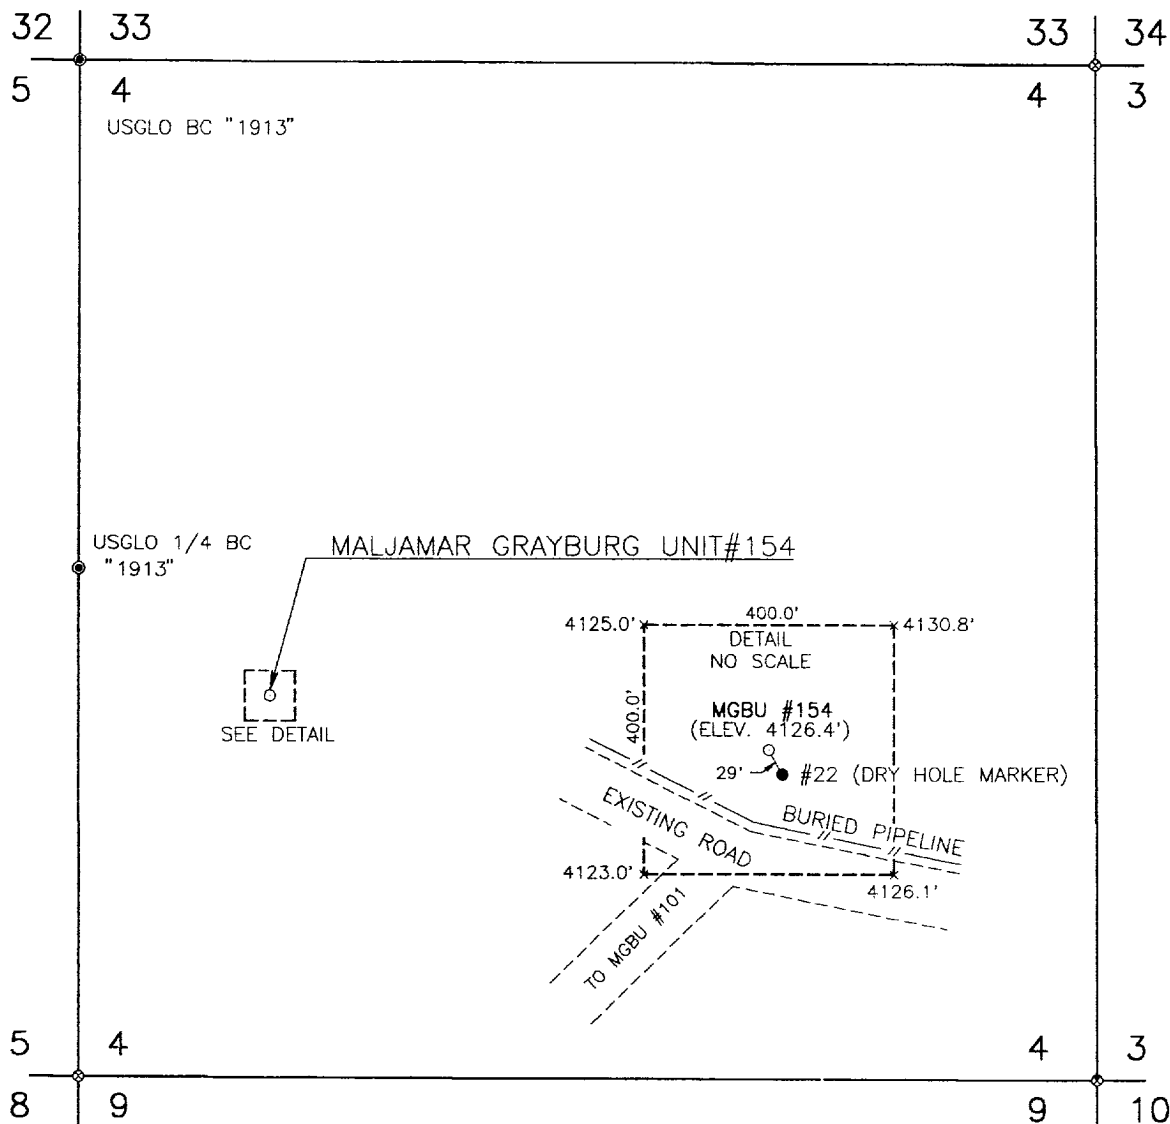 32 33
33 34
5 4
4 3
USGLO BC "1913"
USGLO 1/4 BC
"1913"
MALJAMAR GRAYBURG UNIT#154
SEE DETAIL
4125.0'
400.0'
4130.8'
DETAIL
NO SCALE
400.0'
MGBU #154
(ELEV. 4126.4')
29'
#22 (DRY HOLE MARKER)
EXISTING ROAD
BURIED PIPELINE
4123.0'
4126.1'
TO MGBU #101
5 4
4 3
8 9
9 10